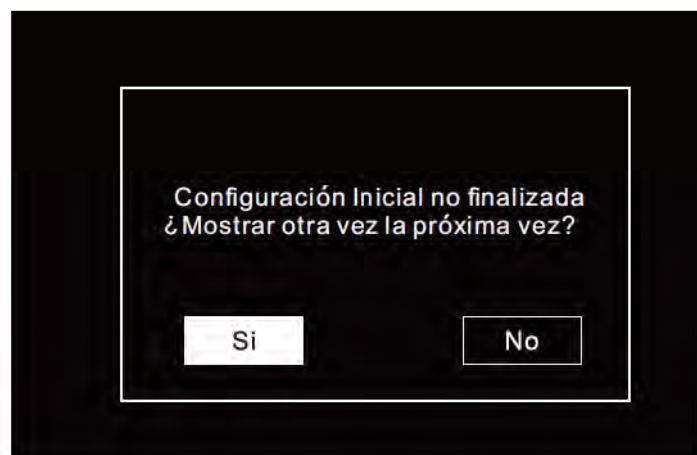 Configuración Inicial no finalizada
¿Mostrar otra vez la próxima vez?
Si
No